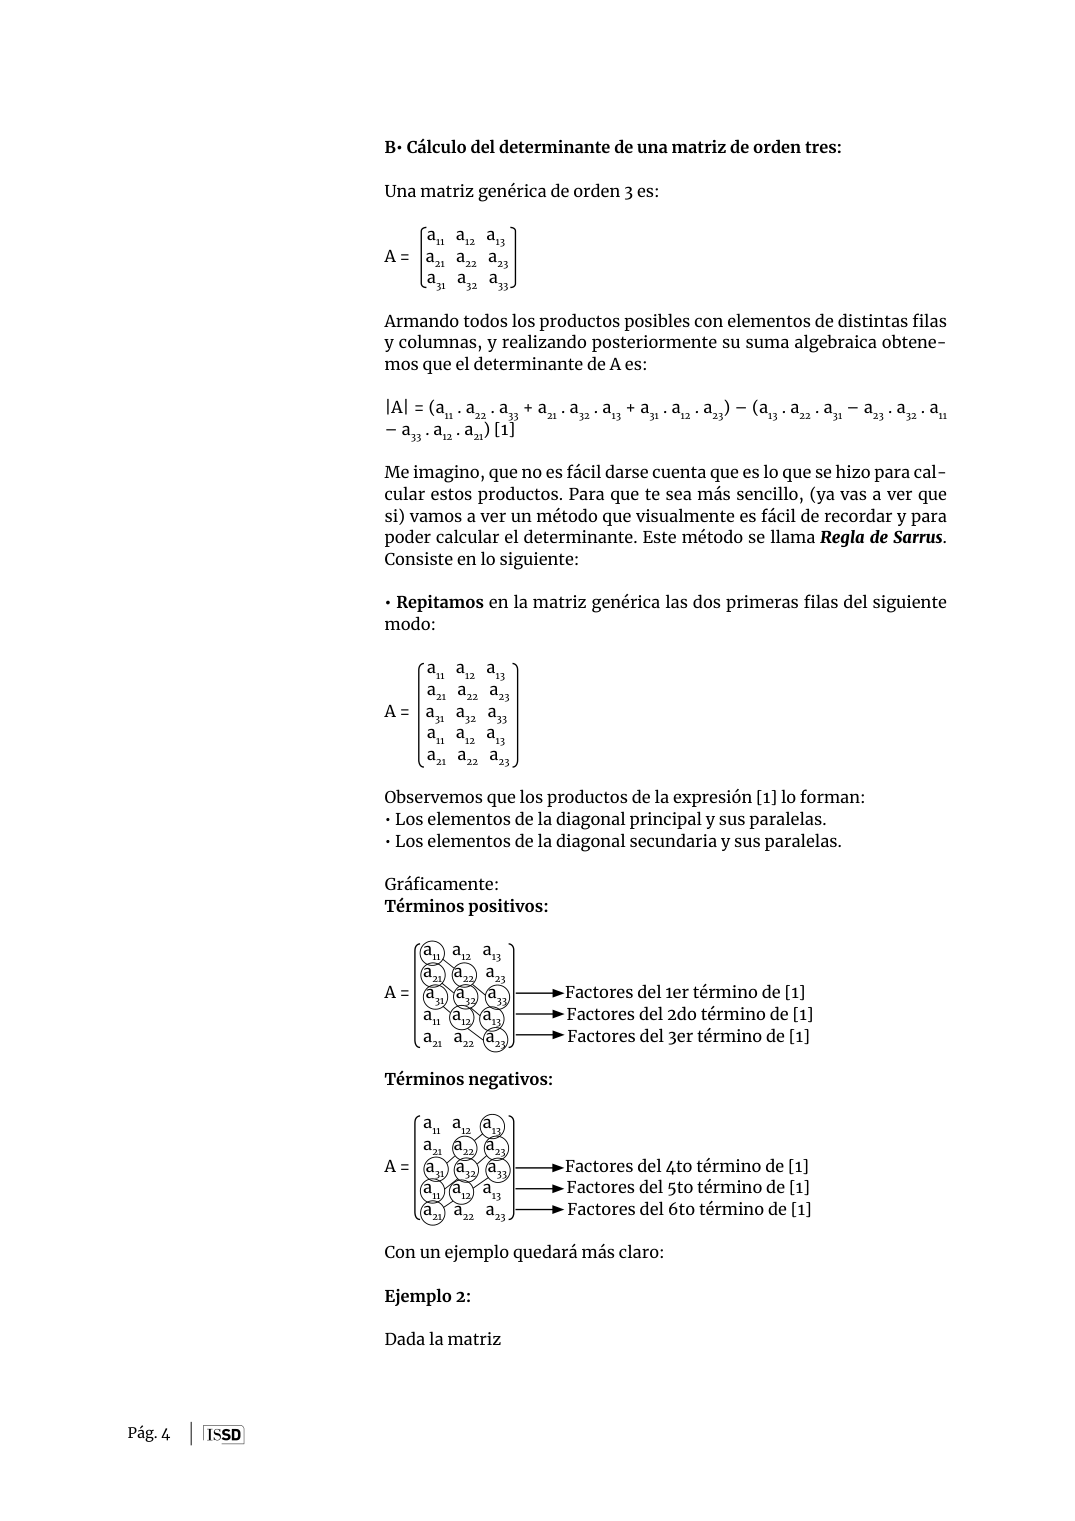 B· Cálculo del determinante de una matriz de orden tres:
Una matriz genérica de orden 3 es:
a₁₁ a₁₂ a₁₃
A = a₂₁ a₂₂ a₂₃
a₃₁ a₃₂ a₃₃
Armando todos los productos posibles con elementos de distintas filas
y columnas, y realizando posteriormente su suma algebraica obtene-
mos que el determinante de A es:
|A| = (a₁₁ . a₂₂ . a₃₃ + a₂₁ . a₃₂ . a₁₃ + a₃₁ . a₁₂ . a₂₃) – (a₁₃ . a₂₂ . a₃₁ – a₂₃ . a₃₂ . a₁₁
– a₃₃ . a₁₂ . a₂₁) [1]
Me imagino, que no es fácil darse cuenta que es lo que se hizo para cal-
cular estos productos. Para que te sea más sencillo, (ya vas a ver que
si) vamos a ver un método que visualmente es fácil de recordar y para
poder calcular el determinante. Este método se llama Regla de Sarrus.
Consiste en lo siguiente:
· Repitamos en la matriz genérica las dos primeras filas del siguiente
modo:
a₁₁ a₁₂ a₁₃
a₂₁ a₂₂ a₂₃
A = a₃₁ a₃₂ a₃₃
a₁₁ a₁₂ a₁₃
a₂₁ a₂₂ a₂₃
Observemos que los productos de la expresión [1] lo forman:
· Los elementos de la diagonal principal y sus paralelas.
· Los elementos de la diagonal secundaria y sus paralelas.
Gráficamente:
Términos positivos:
a₁₁ a₁₂ a₁₃
a₂₁ a₂₂ a₂₃
A = a₃₁ a₃₂ a₃₃ Factores del 1er término de [1]
a₁₁ a₁₂ a₁₃ Factores del 2do término de [1]
a₂₁ a₂₂ a₂₃ Factores del 3er término de [1]
Términos negativos:
a₁₁ a₁₂ a₁₃
a₂₁ a₂₂ a₂₃
A = a₃₁ a₃₂ a₃₃ Factores del 4to término de [1]
a₁₁ a₁₂ a₁₃ Factores del 5to término de [1]
a₂₁ a₂₂ a₂₃ Factores del 6to término de [1]
Con un ejemplo quedará más claro:
Ejemplo 2:
Dada la matriz
Pág. 4 ISSD